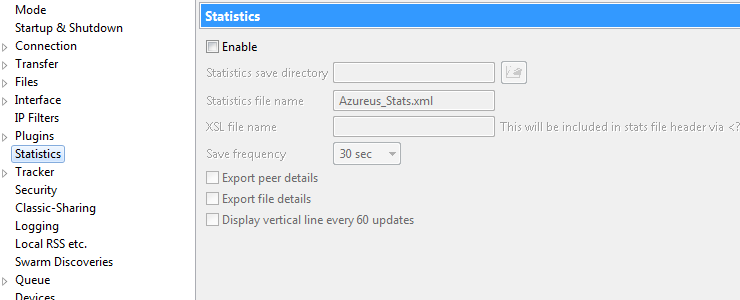 Mode
Startup & Shutdown
Connection
Transfer
Files
Interface
IP Filters
Plugins
Statistics
Tracker
Security
Classic-Sharing
Logging
Local RSS etc.
Swarm Discoveries
Queue
Devices
Statistics
Enable
Statistics save directory
Statistics file name Azureus_Stats.xml
XSL file name This will be included in stats file header via <?
Save frequency 30 sec
Export peer details
Export file details
Display vertical line every 60 updates